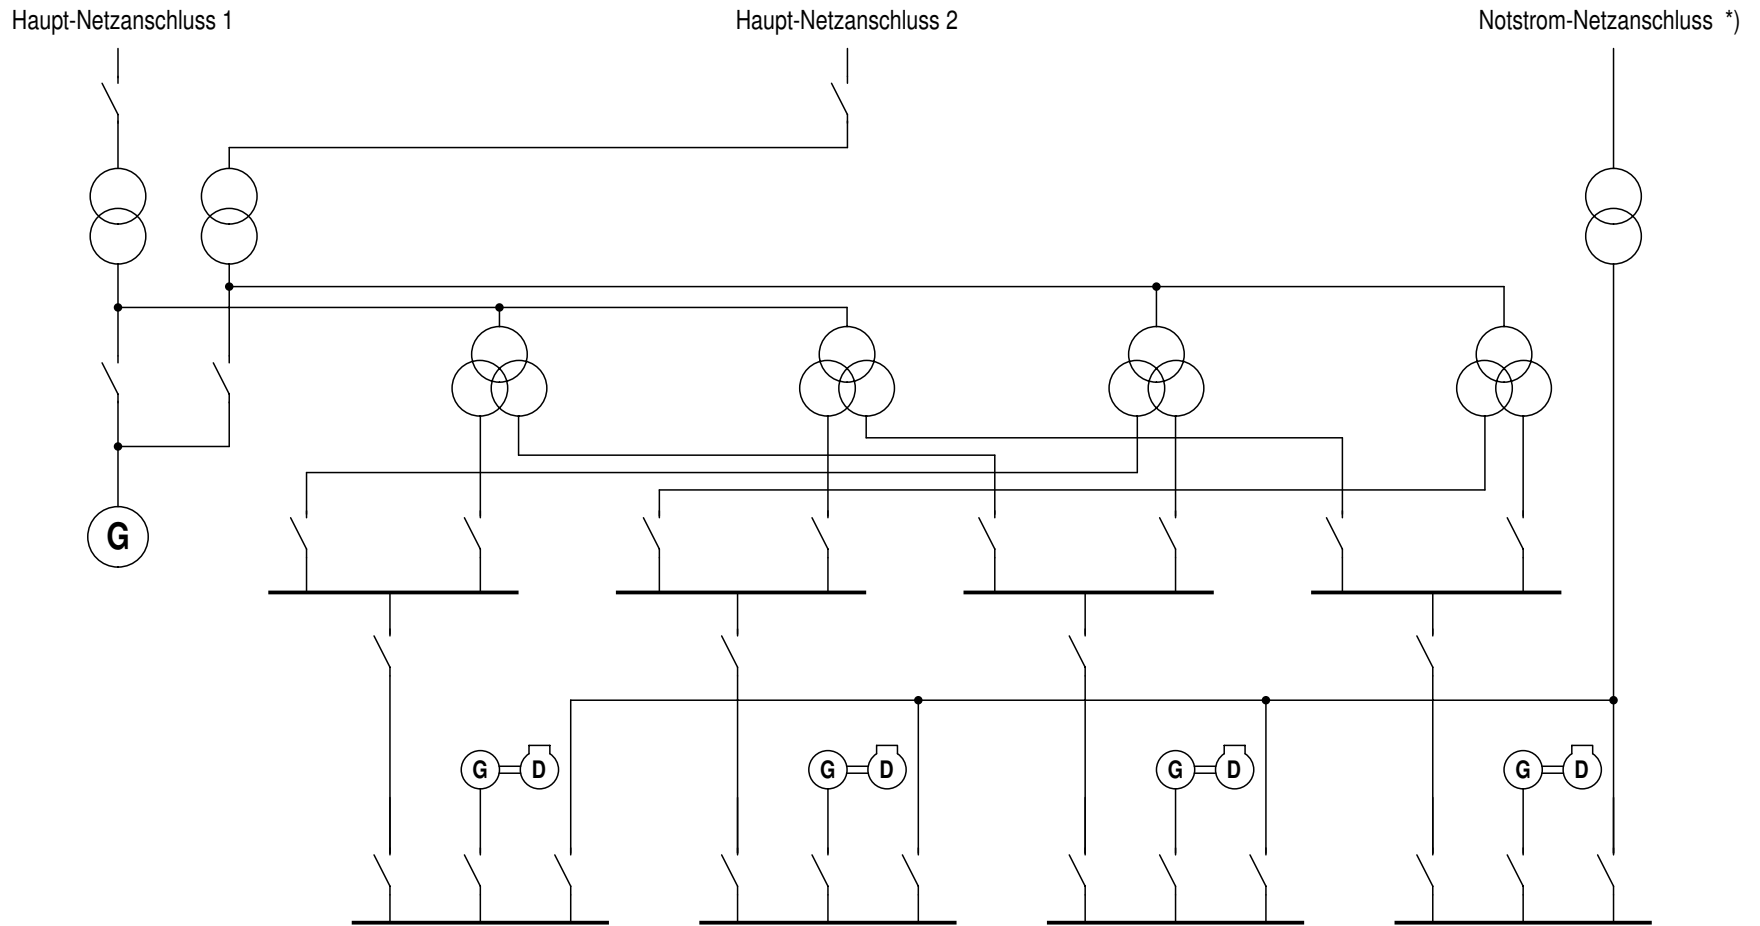 Haupt-Netzanschluss 1
Haupt-Netzanschluss 2
Notstrom-Netzanschluss *)
G
G D
G D
G D
G D